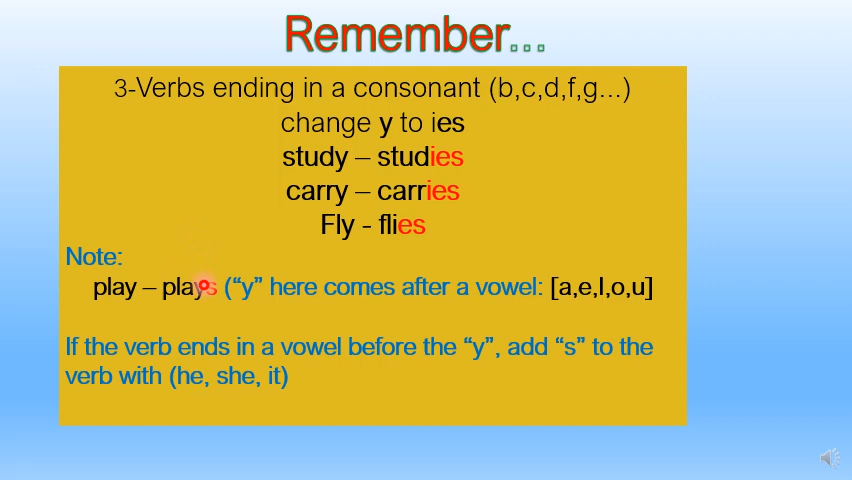 Remember...
3-Verbs ending in a consonant (b,c,d,f,g...)
change y to ies
study – studies
carry – carries
Fly - flies
Note:
play – plays (“y” here comes after a vowel: [a,e,I,o,u]
If the verb ends in a vowel before the “y”, add “s” to the
verb with (he, she, it)